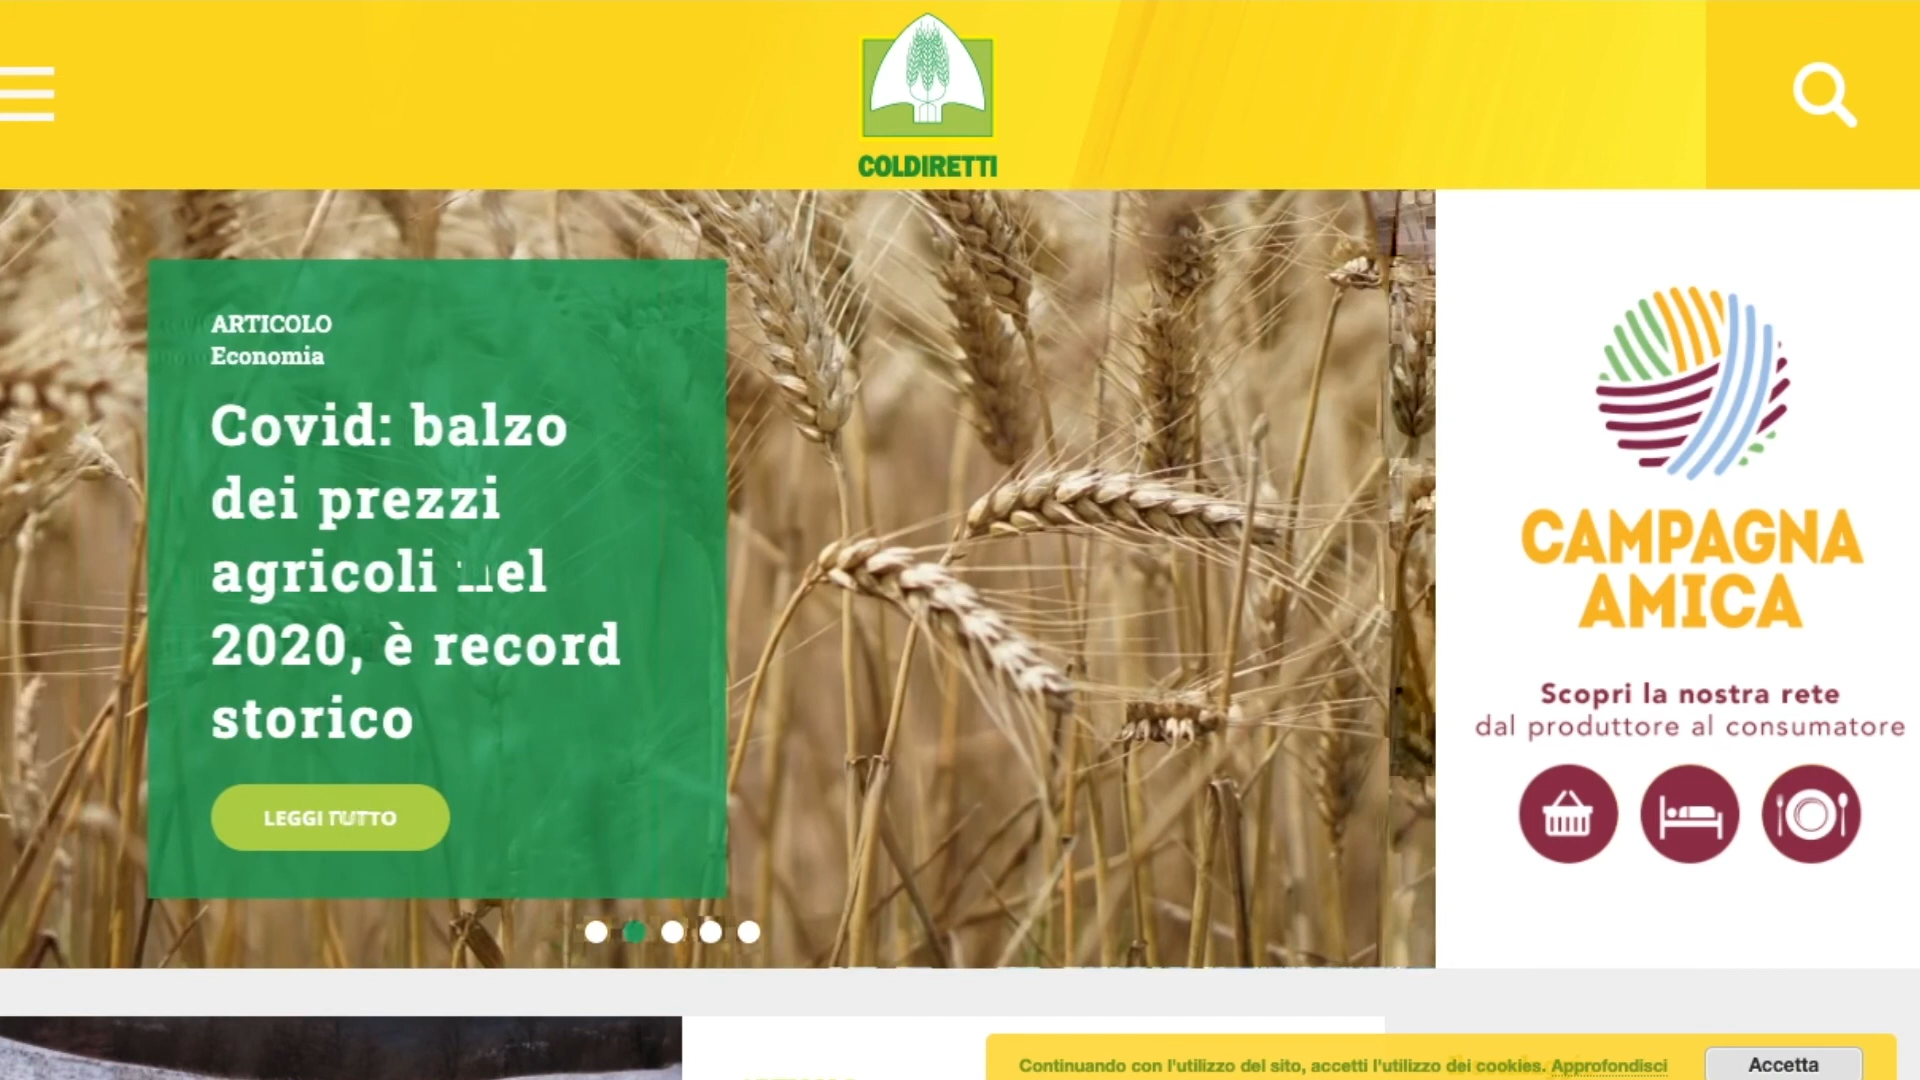 COLDIRETTI
ARTICOLO
Economia
Covid: balzo
dei prezzi
agricoli nel
2020, è record
storico
LEGGI TUTTO
CAMPAGNA
AMICA
Scopri la nostra rete
dal produttore al consumatore
Continuando con l'utilizzo del sito, accetti l'utilizzo dei cookies. Approfondisci
Accetta